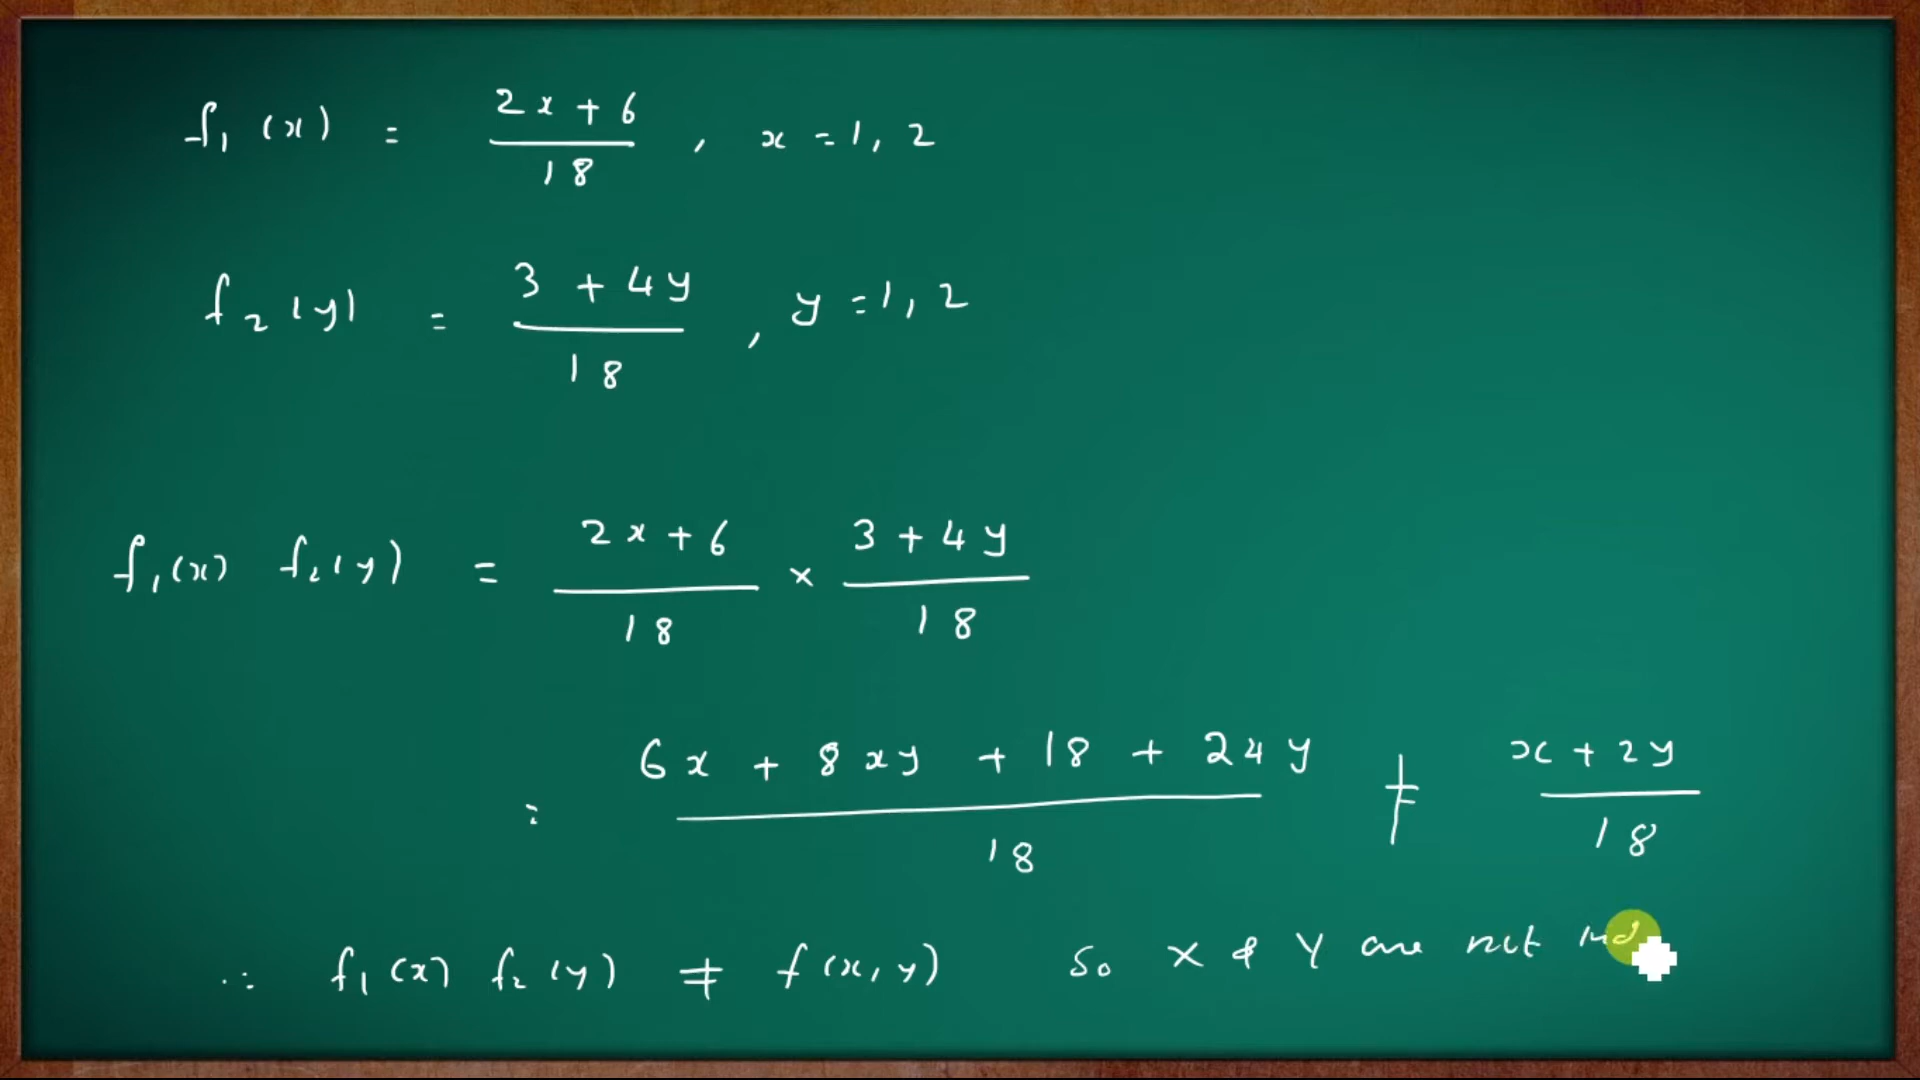 f₁(x) = (2x + 6)/18 , x = 1, 2
f₂(y) = (3 + 4y)/18 , y = 1, 2
f₁(x) f₂(y) = (2x + 6)/18 × (3 + 4y)/18
= (6x + 8xy + 18 + 24y)/18 ≠ (x + 2y)/18
∴ f₁(x) f₂(y) ≠ f(x, y) So X & Y are not ind